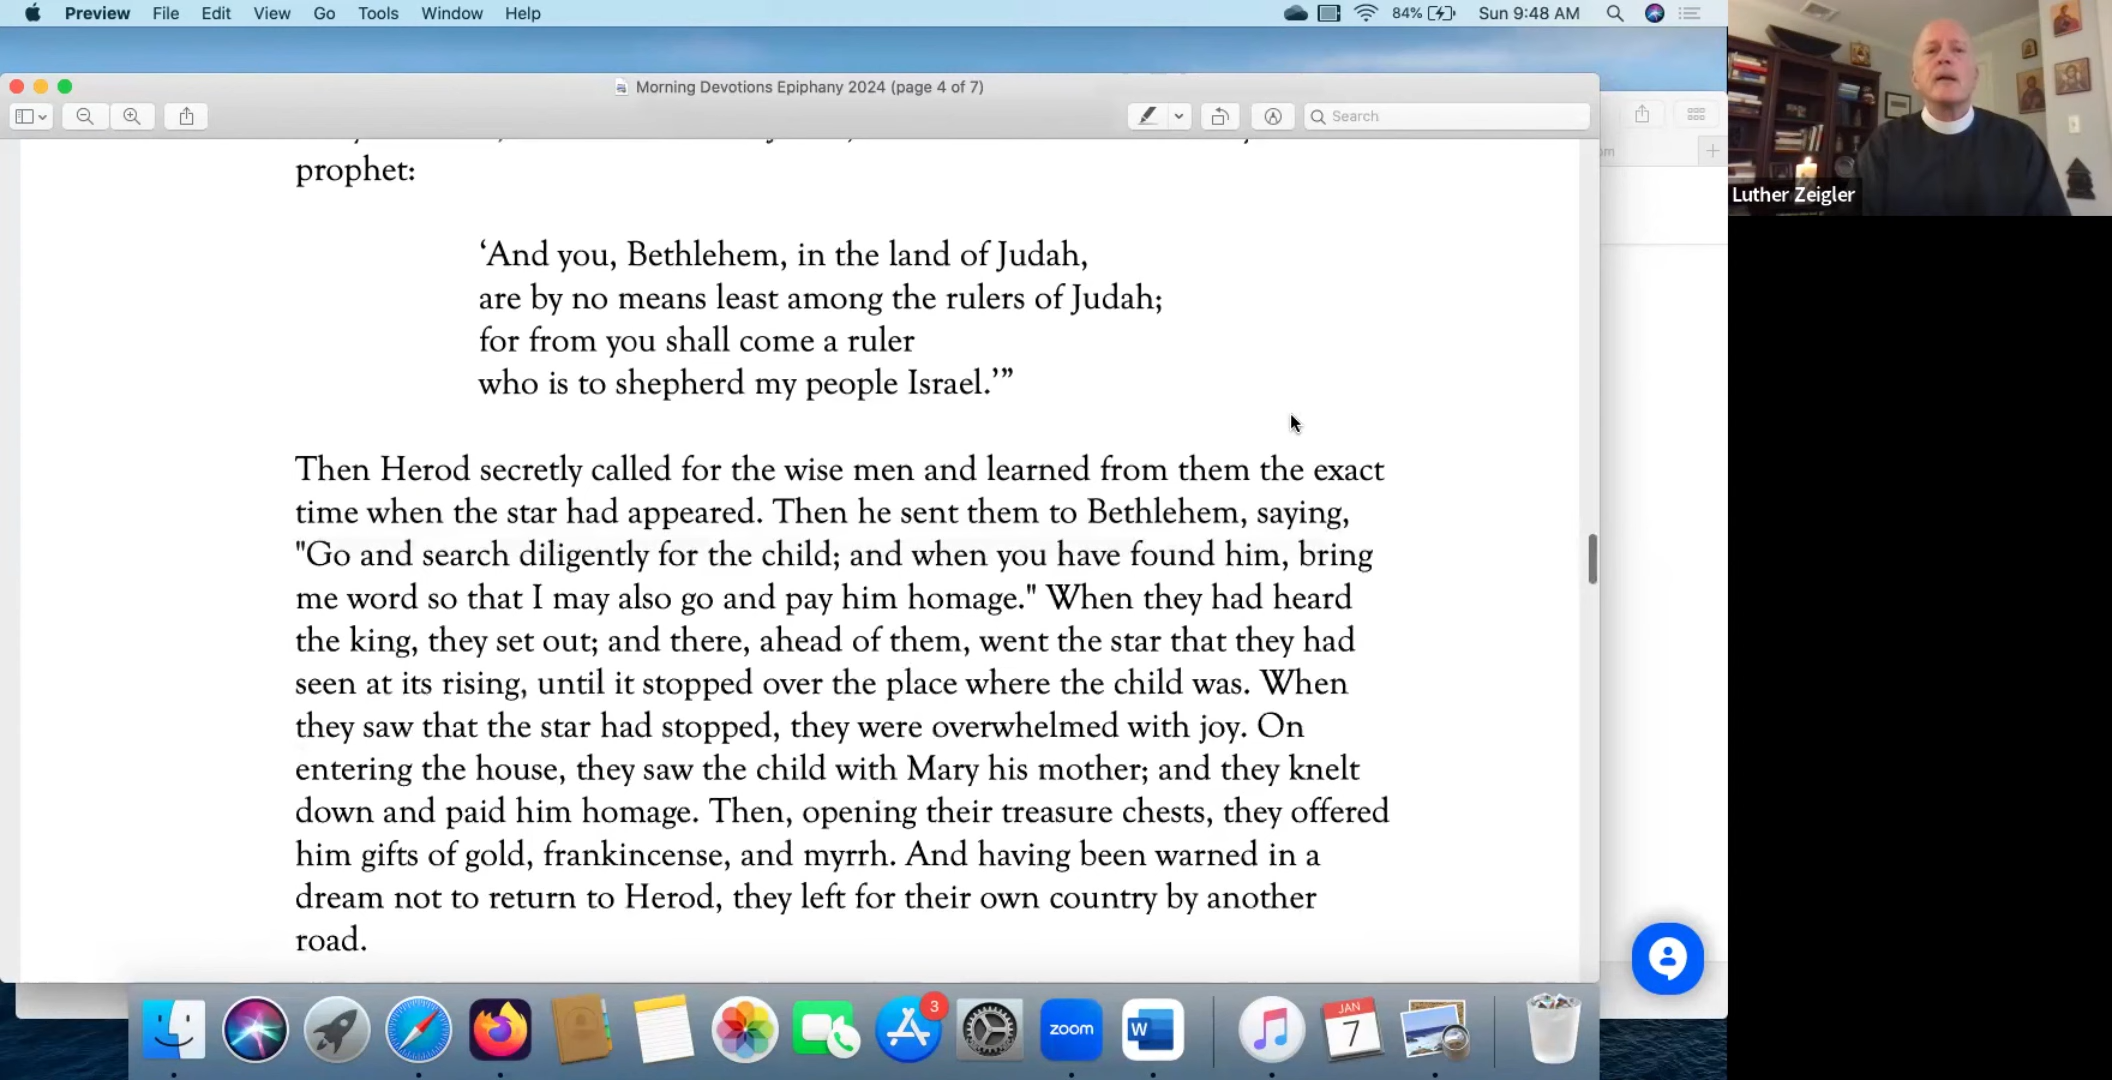 Preview File Edit View Go Tools Window Help
84% Sun 9:48 AM
Morning Devotions Epiphany 2024 (page 4 of 7)
Search
Luther Zeigler
om
prophet:
‘And you, Bethlehem, in the land of Judah,
are by no means least among the rulers of Judah;
for from you shall come a ruler
who is to shepherd my people Israel.’”
Then Herod secretly called for the wise men and learned from them the exact
time when the star had appeared. Then he sent them to Bethlehem, saying,
"Go and search diligently for the child; and when you have found him, bring
me word so that I may also go and pay him homage." When they had heard
the king, they set out; and there, ahead of them, went the star that they had
seen at its rising, until it stopped over the place where the child was. When
they saw that the star had stopped, they were overwhelmed with joy. On
entering the house, they saw the child with Mary his mother; and they knelt
down and paid him homage. Then, opening their treasure chests, they offered
him gifts of gold, frankincense, and myrrh. And having been warned in a
dream not to return to Herod, they left for their own country by another
road.
3
zoom
W
JAN
7